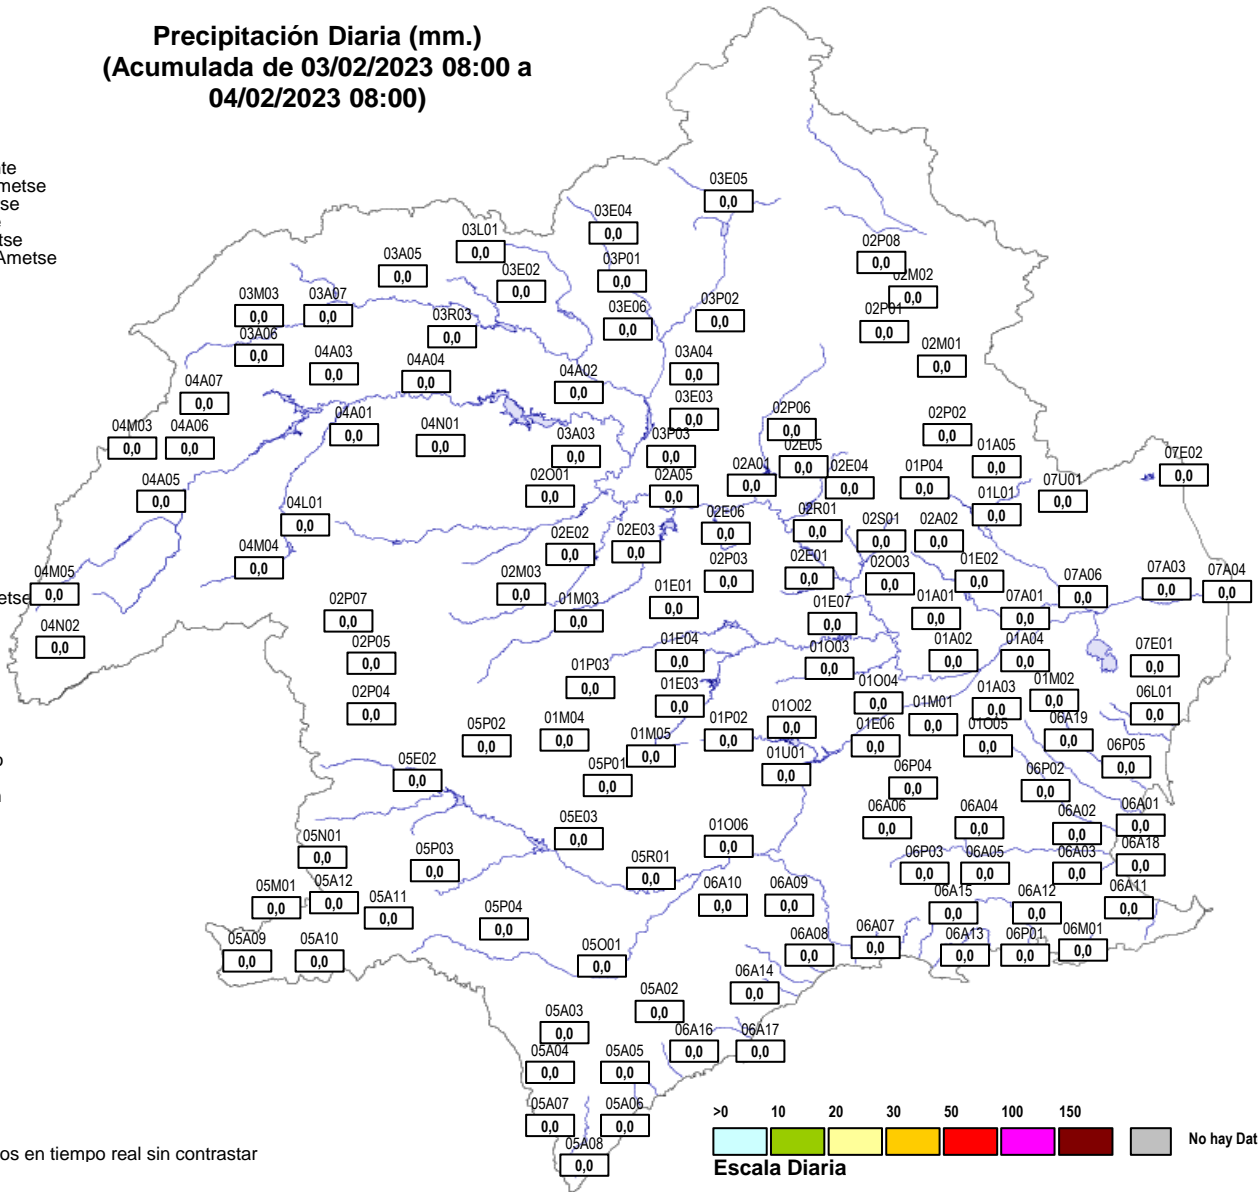 Precipitación Diaria (mm.)
(Acumulada de 03/02/2023 08:00 a
04/02/2023 08:00)
03E05
0,0
03E04
0,0
03L01
0,0
02P08
0,0
03A05
0,0
03P01
0,0
03E02
0,0
02M02
0,0
03M03
0,0
03A07
0,0
03P02
0,0
03E06
0,0
02P01
0,0
03R03
0,0
03A06
0,0
02M01
0,0
04A03
0,0
03A04
0,0
04A04
0,0
04A02
0,0
04A07
0,0
03E03
0,0
02P06
0,0
04A01
0,0
02P02
0,0
04M03
0,0
04A06
0,0
04N01
0,0
03A03
0,0
03P03
0,0
02E05
0,0
01A05
0,0
07E02
0,0
02A01
0,0
02E04
0,0
01P04
0,0
04A05
0,0
02O01
0,0
02A05
0,0
07U01
0,0
01L01
0,0
04L01
0,0
02E06
0,0
02R01
0,0
02S01
0,0
02A02
0,0
02E02
0,0
02E03
0,0
04M04
0,0
02P03
0,0
02E01
0,0
02O03
0,0
01E02
0,0
04M05
0,0
02M03
0,0
07A06
0,0
07A03
0,0
07A04
0,0
etse
02P07
0,0
01M03
0,0
01E01
0,0
01E07
0,0
01A01
0,0
07A01
0,0
04N02
0,0
02P05
0,0
01E04
0,0
01O03
0,0
01A02
0,0
01A04
0,0
07E01
0,0
01P03
0,0
02P04
0,0
01E03
0,0
01O04
0,0
01A03
0,0
01M02
0,0
06L01
0,0
05P02
0,0
01M04
0,0
01P02
0,0
01O02
0,0
01M01
0,0
01E06
0,0
01O05
0,0
06A19
0,0
01M05
0,0
06P05
0,0
05E02
0,0
05P01
0,0
01U01
0,0
06P04
0,0
06P02
0,0
05E03
0,0
01O06
0,0
06A06
0,0
06A04
0,0
06A02
0,0
06A01
0,0
05N01
0,0
05P03
0,0
05R01
0,0
06P03
0,0
06A05
0,0
06A03
0,0
06A18
0,0
05M01
0,0
05A12
0,0
05A11
0,0
06A10
0,0
06A09
0,0
06A15
0,0
06A12
0,0
06A11
0,0
05P04
0,0
05A09
0,0
05A10
0,0
05O01
0,0
06A08
0,0
06A07
0,0
06A13
0,0
06P01
0,0
06M01
0,0
06A14
0,0
05A02
0,0
05A03
0,0
06A16
0,0
06A17
0,0
05A04
0,0
05A05
0,0
05A07
0,0
05A06
0,0
05A08
0,0
>0 10 20 30 50 100 150
No hay Dat
Escala Diaria
os en tiempo real sin contrastar